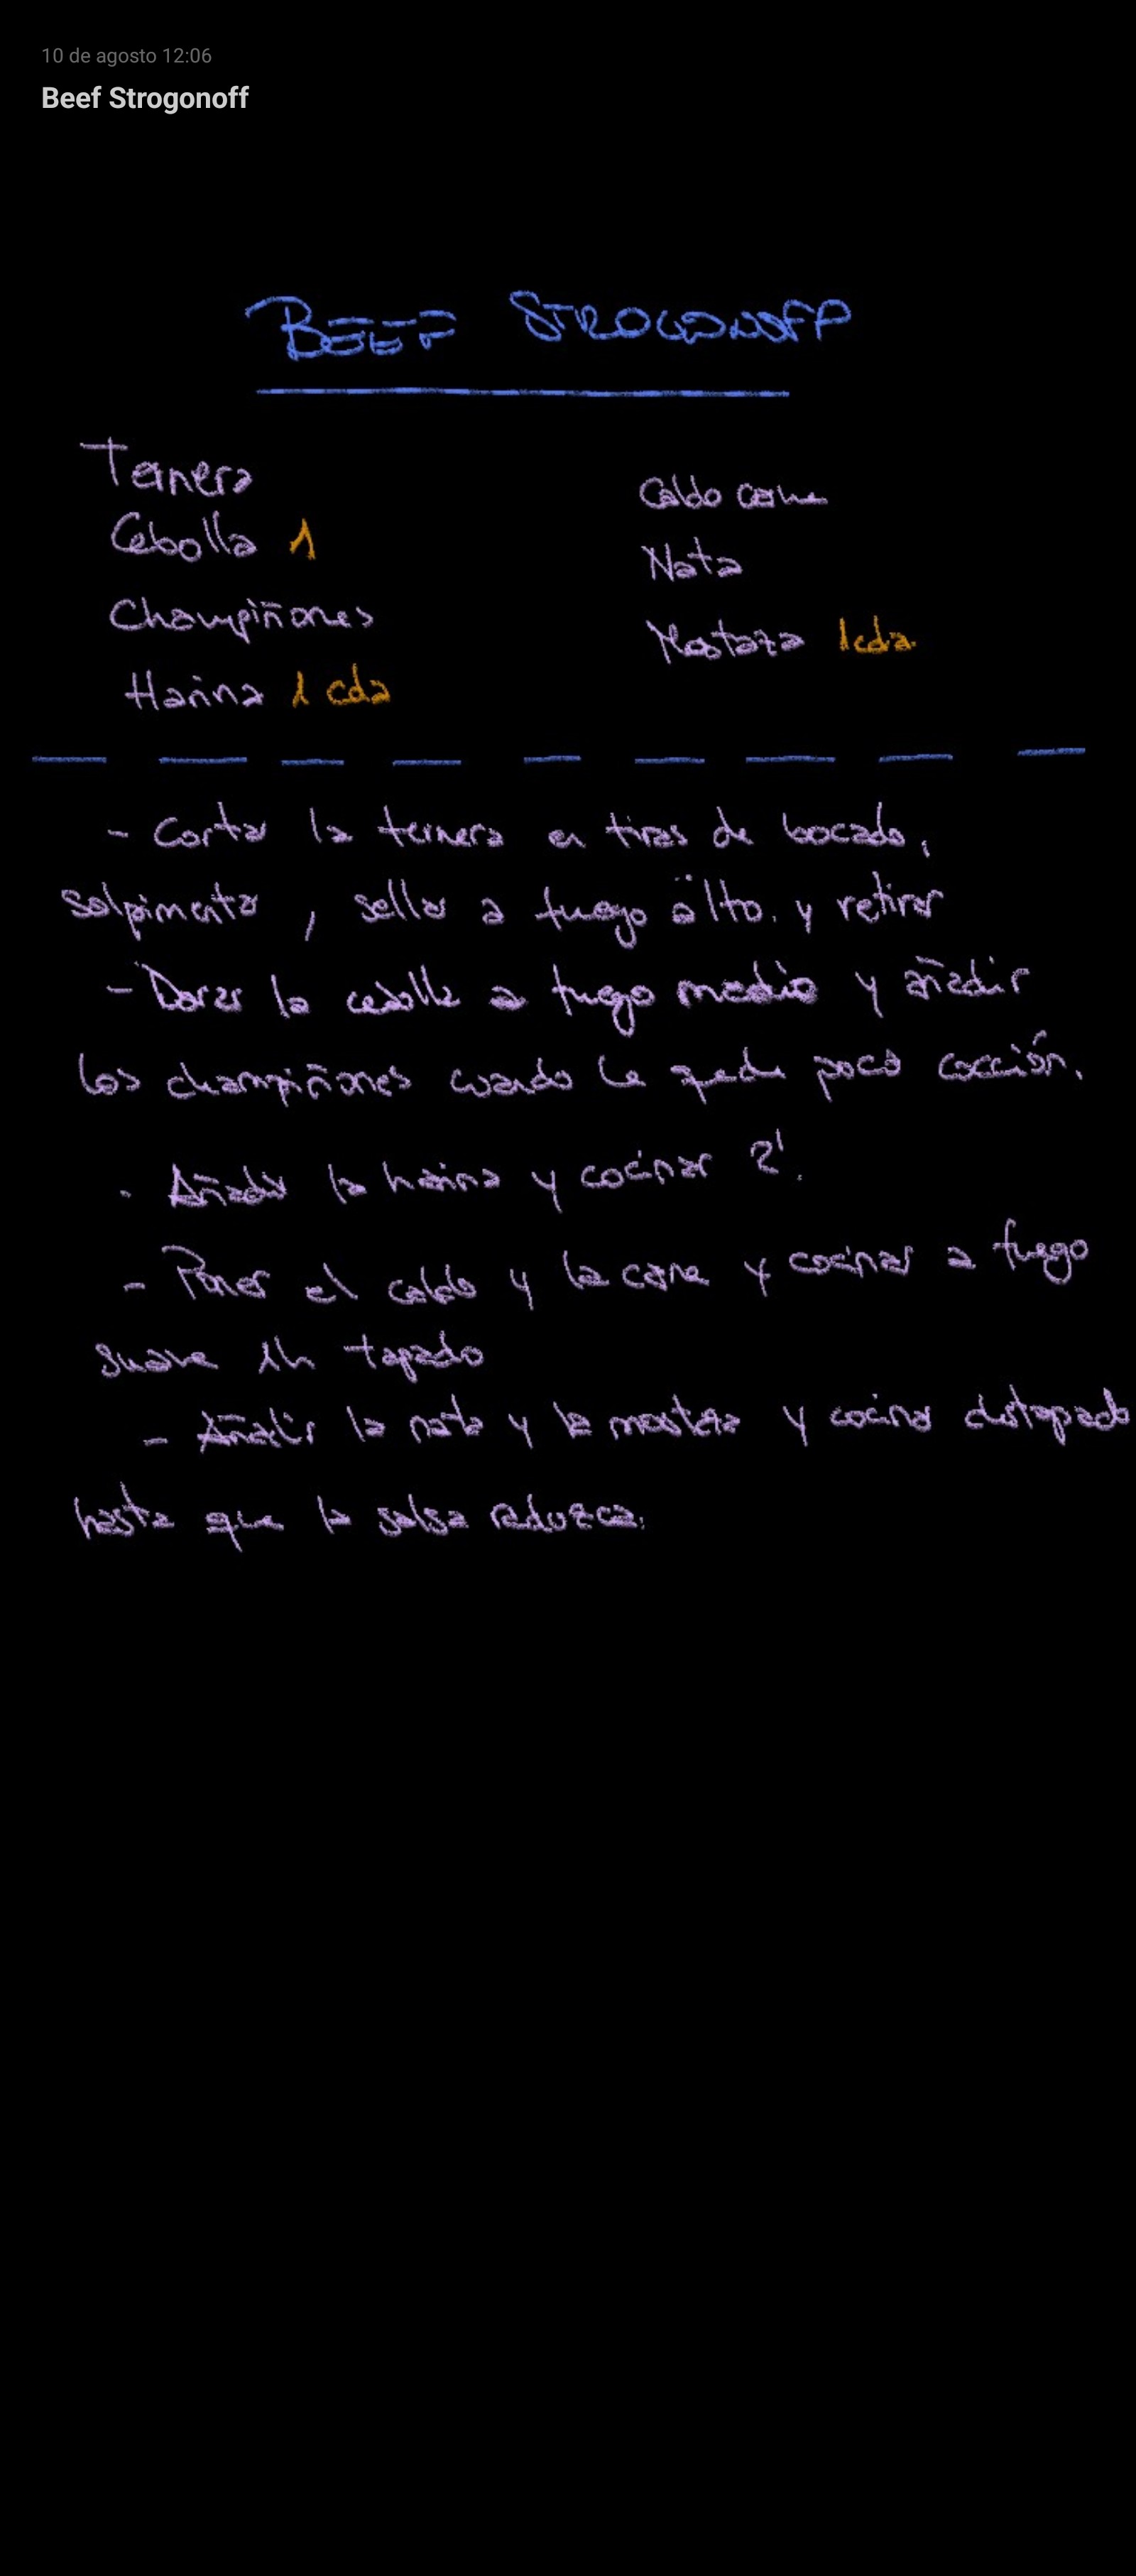 10 de agosto 12:06
Beef Strogonoff
BEEF STROGONOFF
Ternera
Cebolla 1
Champiñones
Harina 1 cda
Caldo carne
Nata
Mostaza 1cda.
- Cortar la ternera en tiras de bocado,
salpimentar, sellar a fuego alto. y retirar
- Dorar la cebolla a fuego medio y añadir
los champiñones cuando le quede poca cocción.
- Añadir la harina y cocinar 2'.
- Poner el caldo y la carne y cocinar a fuego
suave 1h tapado
- Añadir la nata y la mostaza y cocinar destapado
hasta que la salsa reduzca.